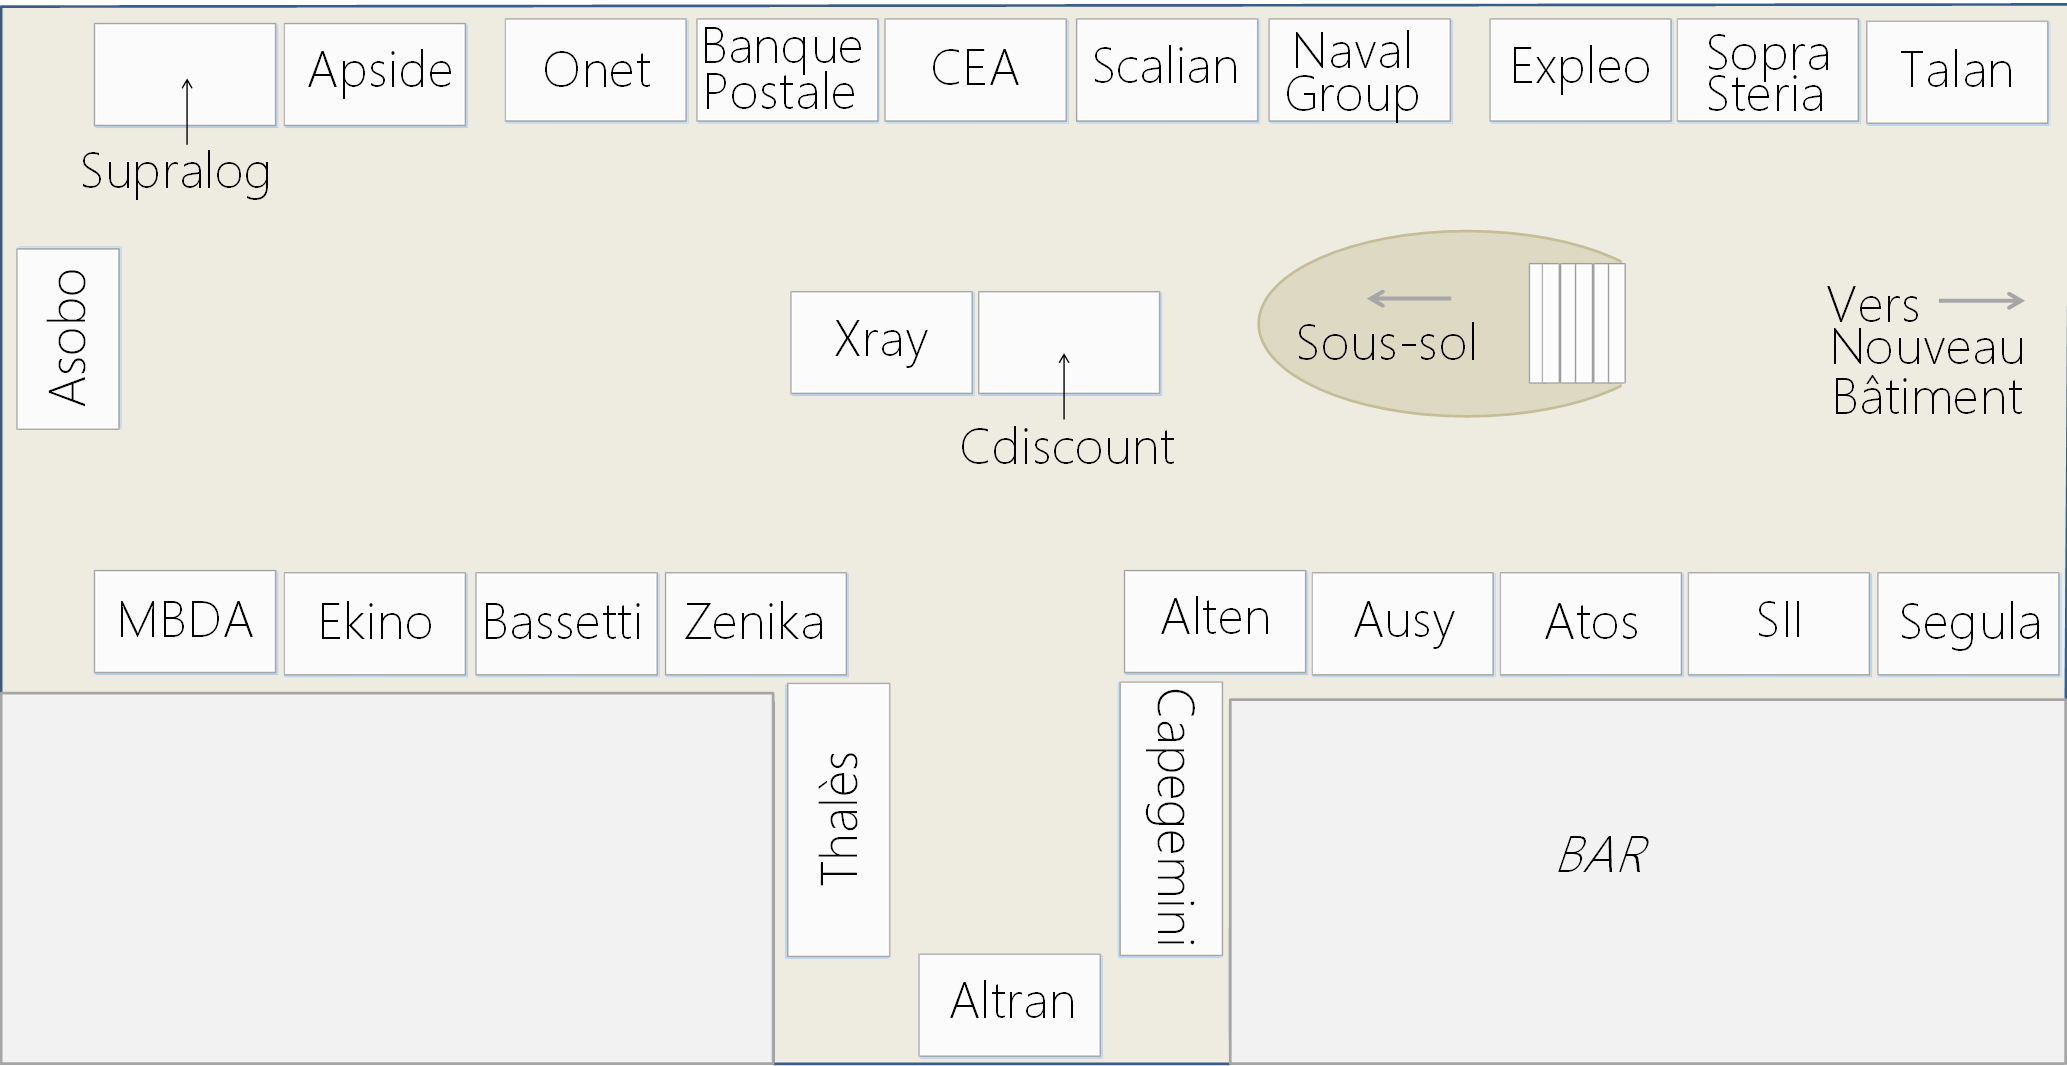 Apside
Onet
Banque
Postale
CEA
Scalian
Naval
Group
Expleo
Sopra
Steria
Talan
Supralog
Asobo
Xray
Cdiscount
Sous-sol
Vers
Nouveau
Bâtiment
MBDA
Ekino
Bassetti
Zenika
Alten
Ausy
Atos
SII
Segula
Thalès
Capegemini
BAR
Altran